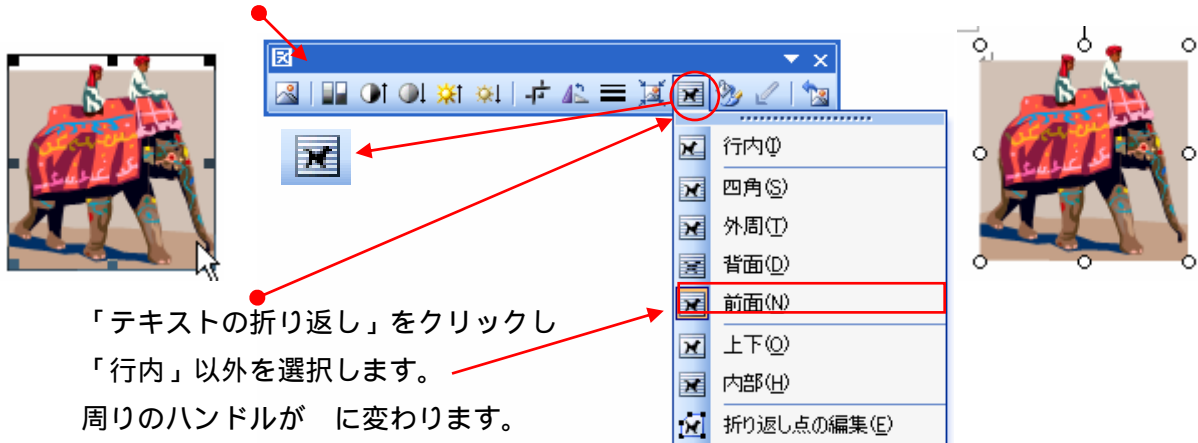 図
行内(I)
四角(S)
外周(T)
背面(D)
前面(N)
上下(O)
内部(H)
折り返し点の編集(E)
「テキストの折り返し」をクリックし
「行内」以外を選択します。
周りのハンドルが　に変わります。